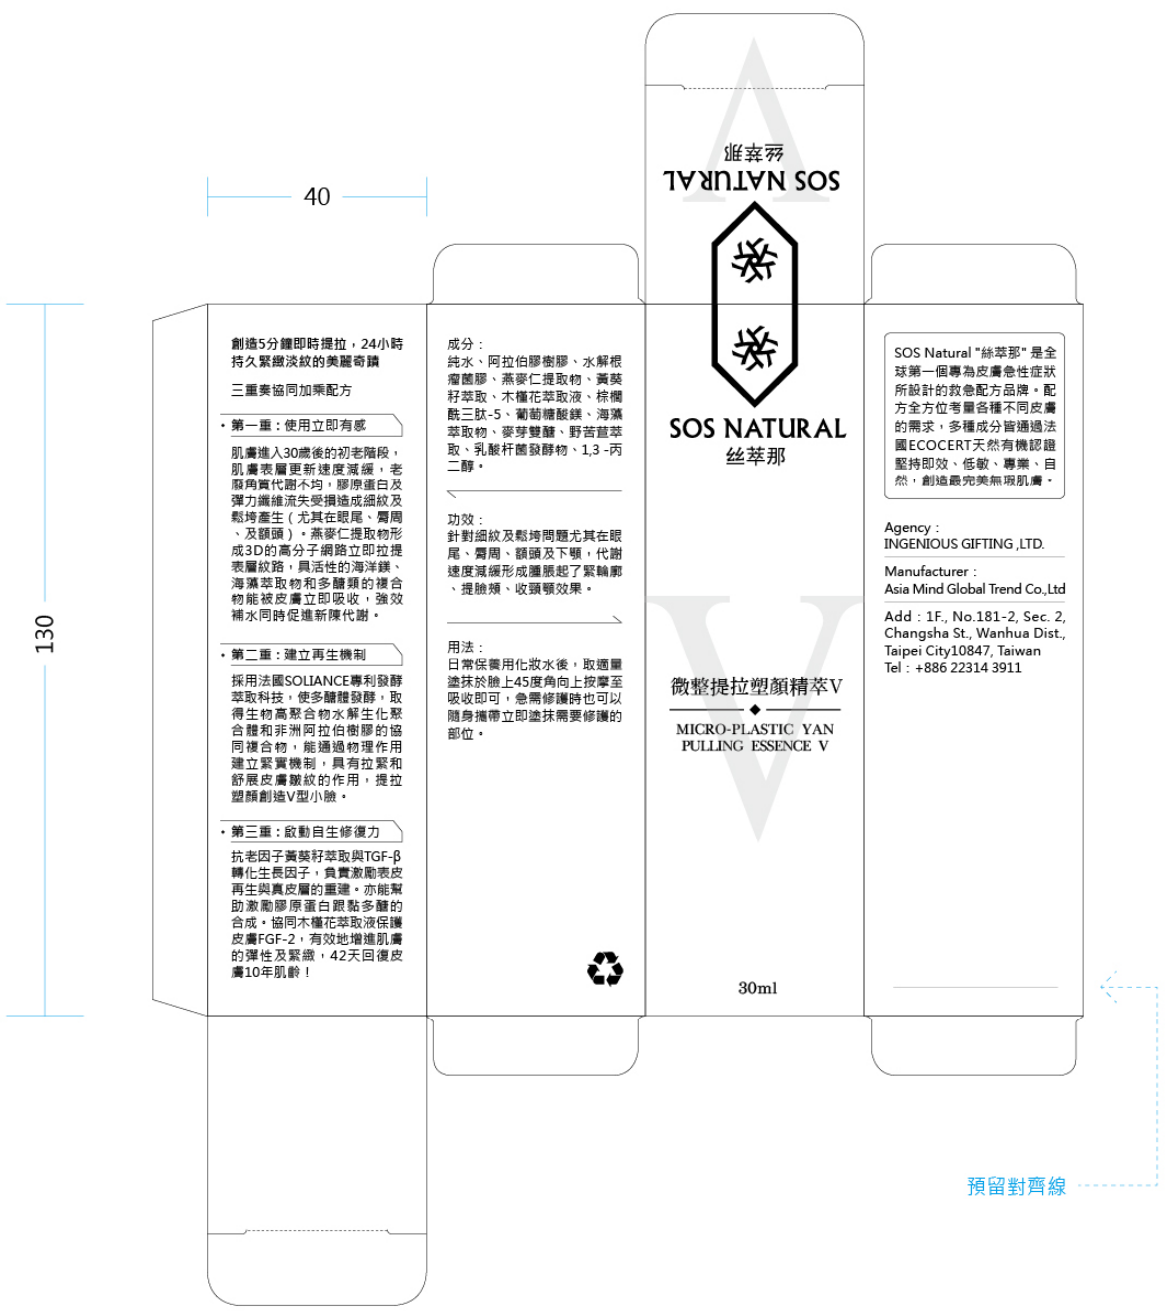 絲萃那
SOS NATURAL
40
130
創造5分鐘即時提拉，24小時
持久緊緻淡紋的美麗奇蹟
三重奏協同加乘配方
• 第一重：使用立即有感
肌膚進入30歲後的初老階段，
肌膚表層更新速度減緩，老
廢角質代謝不均，膠原蛋白及
彈力纖維流失受損造成細紋及
鬆垮產生（尤其在眼尾、脣周
、及額頭）。燕麥仁提取物形
成3D的高分子網路立即拉提
表層紋路，具活性的海洋鎂、
海藻萃取物和多醣類的複合
物能被皮膚立即吸收，強效
補水同時促進新陳代謝。
• 第二重：建立再生機制
採用法國SOLIANCE專利發酵
萃取科技，使多醣體發酵，取
得生物高聚合物水解生化聚
合體和非洲阿拉伯樹膠的協
同複合物，能通過物理作用
建立緊實機制，具有拉緊和
舒展皮膚皺紋的作用，提拉
塑顏創造V型小臉。
• 第三重：啟動自生修復力
抗老因子黃葵籽萃取與TGF-β
轉化生長因子，負責激勵表皮
再生與真皮層的重建。亦能幫
助激勵膠原蛋白跟黏多醣的
合成。協同木槿花萃取液保護
皮膚FGF-2，有效地增進肌膚
的彈性及緊緻，42天回復皮
膚10年肌齡！
成分：
純水、阿拉伯膠樹膠、水解根
瘤菌膠、燕麥仁提取物、黃葵
籽萃取、木槿花萃取液、棕櫚
酰三肽-5、葡萄糖酸鎂、海藻
萃取物、麥芽雙醣、野苦苣萃
取、乳酸杆菌發酵物、1,3 -丙
二醇。
功效：
針對細紋及鬆垮問題尤其在眼
尾、脣周、額頭及下顎，代謝
速度減緩形成腫脹起了緊輪廓
、提臉頰、收頸顎效果。
用法：
日常保養用化妝水後，取適量
塗抹於臉上45度角向上按摩至
吸收即可，急需修護時也可以
隨身攜帶立即塗抹需要修護的
部位。
SOS NATURAL
丝萃那
V
微整提拉塑顏精萃V
MICRO-PLASTIC YAN
PULLING ESSENCE V
30ml
SOS Natural "絲萃那" 是全
球第一個專為皮膚急性症狀
所設計的救急配方品牌。配
方全方位考量各種不同皮膚
的需求，多種成分皆通過法
國ECOCERT天然有機認證
堅持即效、低敏、專業、自
然，創造最完美無瑕肌膚。
Agency：
INGENIOUS GIFTING ,LTD.
Manufacturer：
Asia Mind Global Trend Co.,Ltd
Add：1F., No.181-2, Sec. 2,
Changsha St., Wanhua Dist.,
Taipei City10847, Taiwan
Tel：+886 22314 3911
預留對齊線